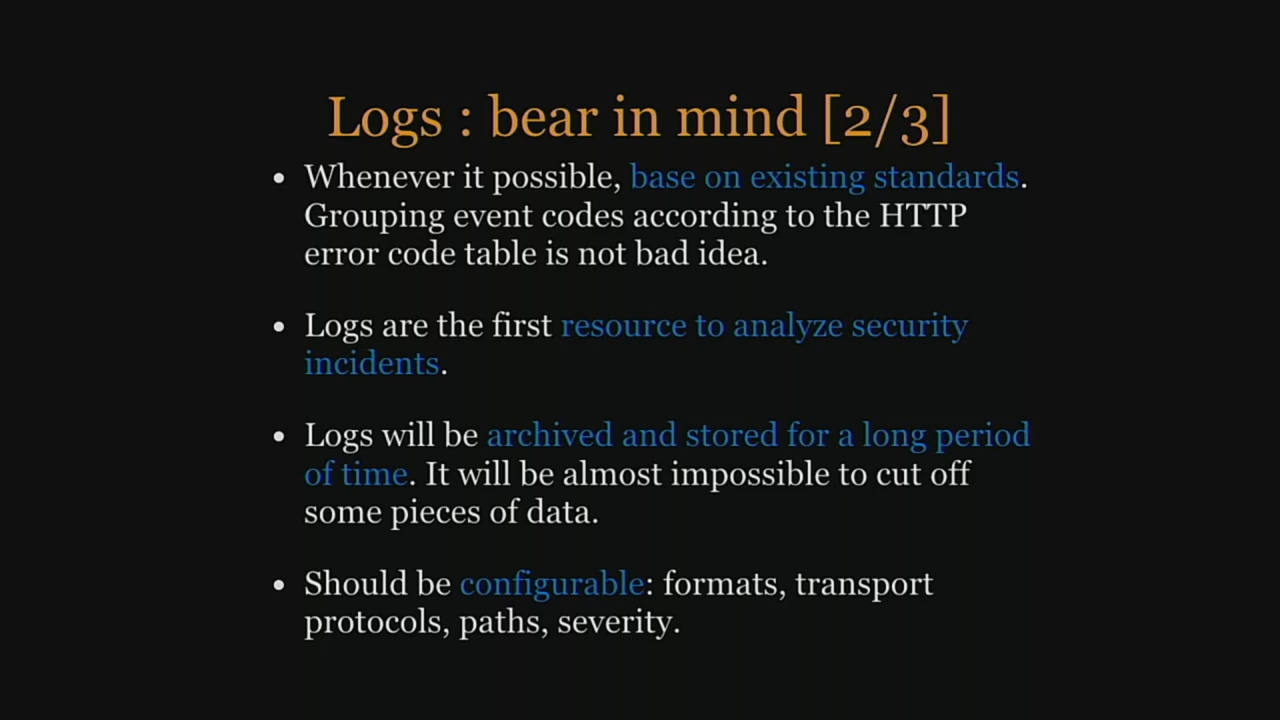 Logs : bear in mind [2/3]
• Whenever it possible, base on existing standards.
Grouping event codes according to the HTTP
error code table is not bad idea.
• Logs are the first resource to analyze security
incidents.
• Logs will be archived and stored for a long period
of time. It will be almost impossible to cut off
some pieces of data.
• Should be configurable: formats, transport
protocols, paths, severity.